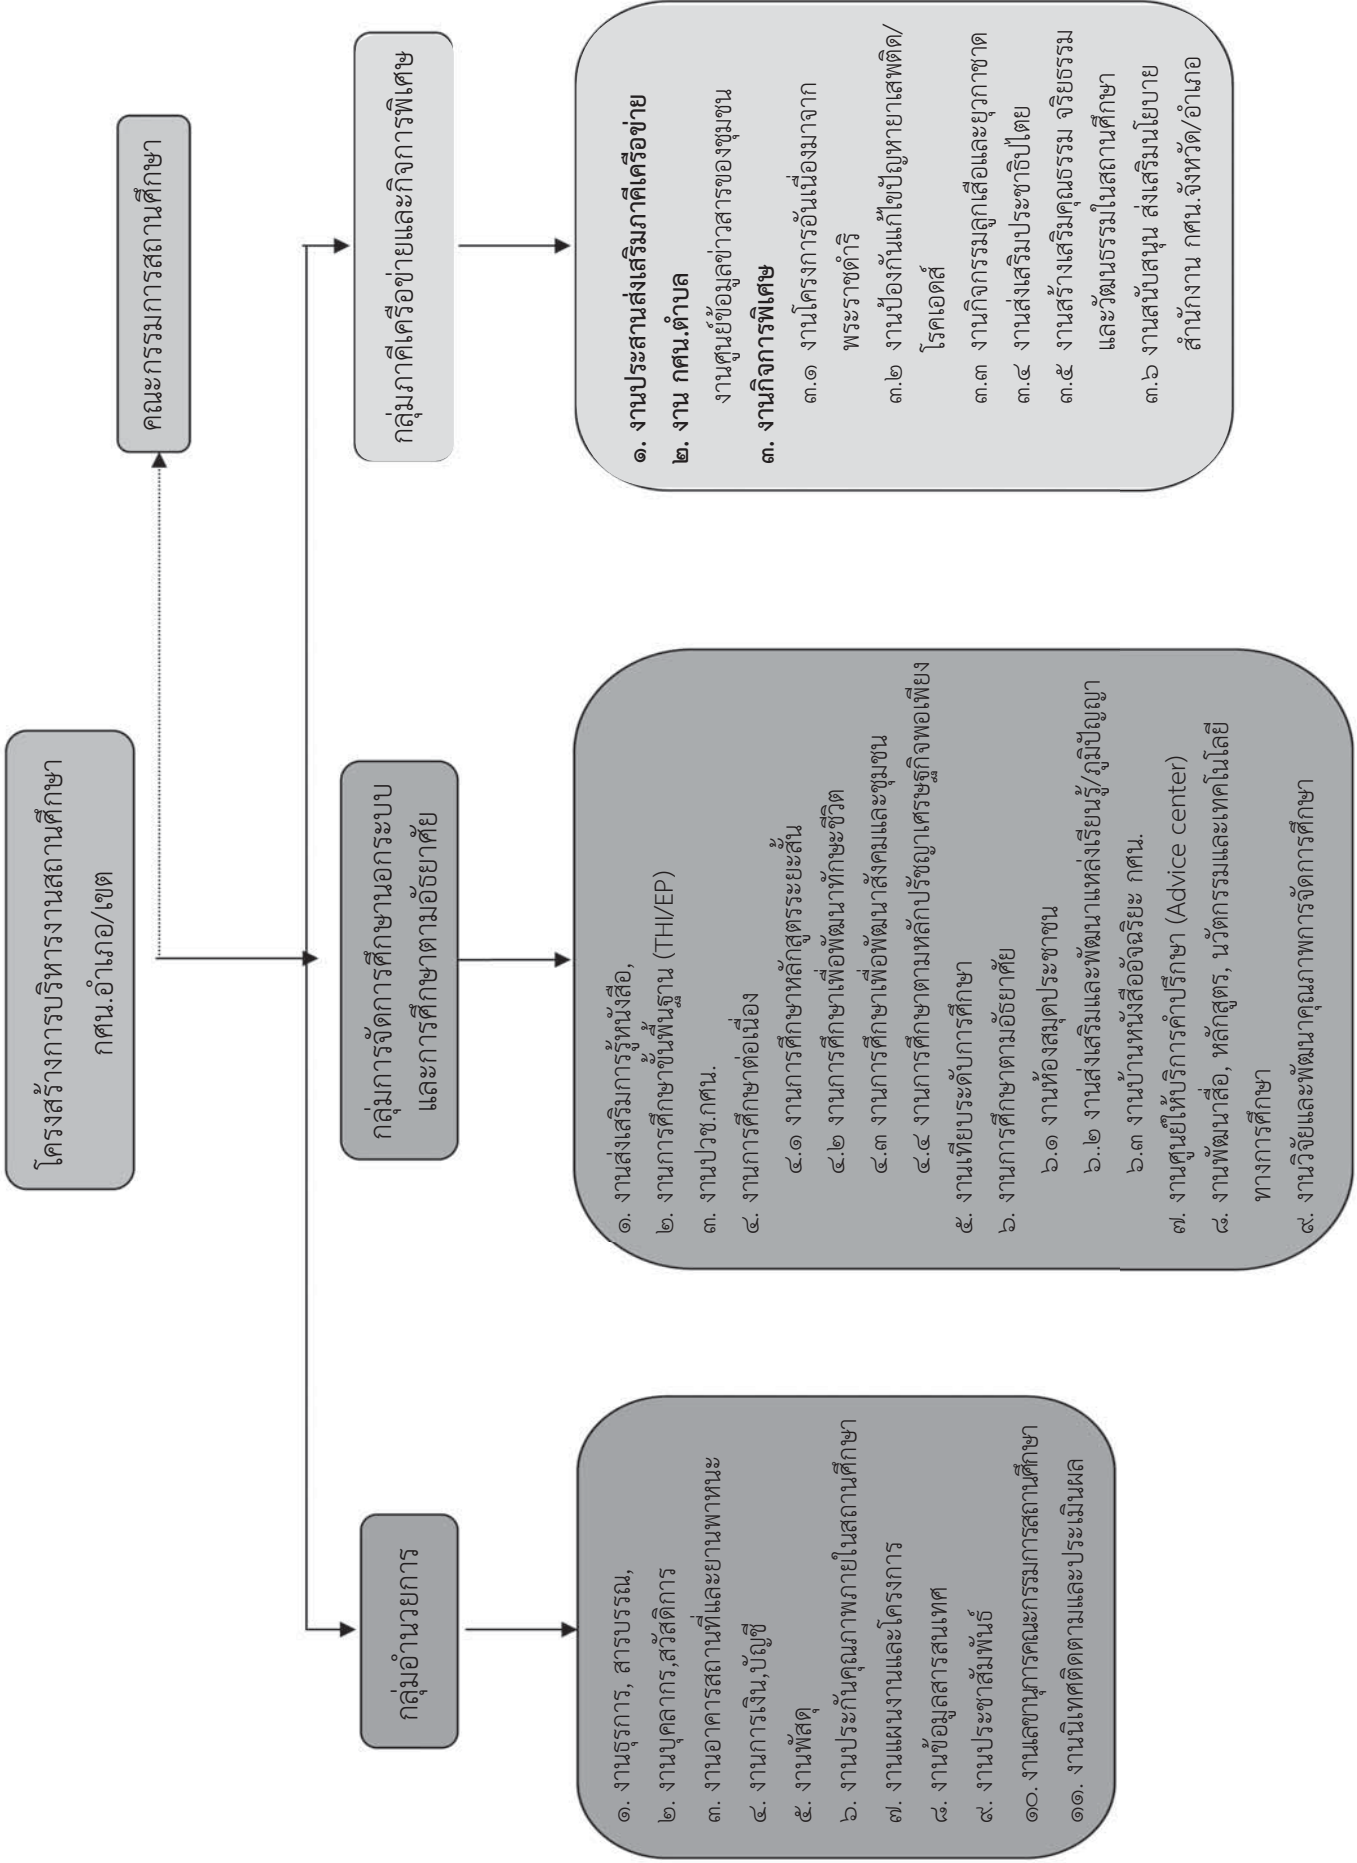 โครงสร้างการบริหารงานสถานศึกษา
กศน.อำเภอ/เขต
คณะกรรมการสถานศึกษา
กลุ่มอำนวยการ
๑. งานธุรการ, สารบรรณ,
๒. งานบุคลากร,สวัสดิการ
๓. งานอาคารสถานที่และยานพาหนะ
๔. งานการเงิน,บัญชี
๕. งานพัสดุ
๖. งานประกันคุณภาพภายในสถานศึกษา
๗. งานแผนงานและโครงการ
๘. งานข้อมูลสารสนเทศ
๙. งานประชาสัมพันธ์
๑๐. งานเลขานุการคณะกรรมการสถานศึกษา
๑๑. งานนิเทศติดตามและประเมินผล
กลุ่มการจัดการศึกษานอกระบบ
และการศึกษาตามอัธยาศัย
๑. งานส่งเสริมการรู้หนังสือ,
๒. งานการศึกษาขั้นพื้นฐาน (THI/EP)
๓. งานปวช.กศน.
๔. งานการศึกษาต่อเนื่อง
๔.๑ งานการศึกษาหลักสูตรระยะสั้น
๔.๒ งานการศึกษาเพื่อพัฒนาทักษะชีวิต
๔.๓ งานการศึกษาเพื่อพัฒนาสังคมและชุมชน
๔.๔ งานการศึกษาตามหลักปรัชญาเศรษฐกิจพอเพียง
๕. งานเทียบระดับการศึกษา
๖. งานการศึกษาตามอัธยาศัย
๖.๑ งานห้องสมุดประชาชน
๖..๒ งานส่งเสริมและพัฒนาแหล่งเรียนรู้/ภูมิปัญญา
๖.๓ งานบ้านหนังสืออัจฉริยะ กศน.
๗. งานศูนย์ให้บริการคำปรึกษา (Advice center)
๘. งานพัฒนาสื่อ, หลักสูตร, นวัตกรรมและเทคโนโลยี
ทางการศึกษา
๙. งานวิจัยและพัฒนาคุณภาพการจัดการศึกษา
กลุ่มภาคีเครือข่ายและกิจการพิเศษ
๑. งานประสานส่งเสริมภาคีเครือข่าย
๒. งาน กศน.ตำบล
งานศูนย์ข้อมูลข่าวสารของชุมชน
๓. งานกิจการพิเศษ
๓.๑ งานโครงการอันเนื่องมาจาก
พระราชดำริ
๓.๒ งานป้องกันแก้ไขปัญหายาเสพติด/
โรคเอดส์
๓.๓ งานกิจกรรมลูกเสือและยุวกาชาด
๓.๔ งานส่งเสริมประชาธิปไตย
๓.๕ งานสร้างเสริมคุณธรรม จริยธรรม
และวัฒนธรรมในสถานศึกษา
๓.๖ งานสนับสนุน ส่งเสริมนโยบาย
สำนักงาน กศน.จังหวัด/อำเภอ